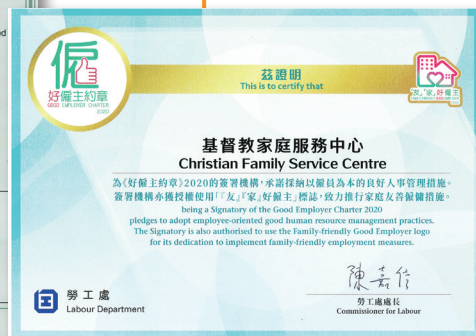 ed
僱
好僱主約章
GOOD EMPLOYER CHARTER
2020
茲證明
This is to certify that
友『家』好僱主
基督教家庭服務中心
Christian Family Service Centre
為《好僱主約章》2020的簽署機構，承諾採納以僱員為本的良好人事管理措施。
簽署機構亦獲授權使用「『友』『家』好僱主」標誌，致力推行家庭友善僱傭措施。
being a Signatory of the Good Employer Charter 2020
pledges to adopt employee-oriented good human resource management practices.
The Signatory is also authorised to use the Family-friendly Good Employer logo
for its dedication to implement family-friendly employment measures.
陳嘉信
勞工處
Labour Department
勞工處處長
Commissioner for Labour